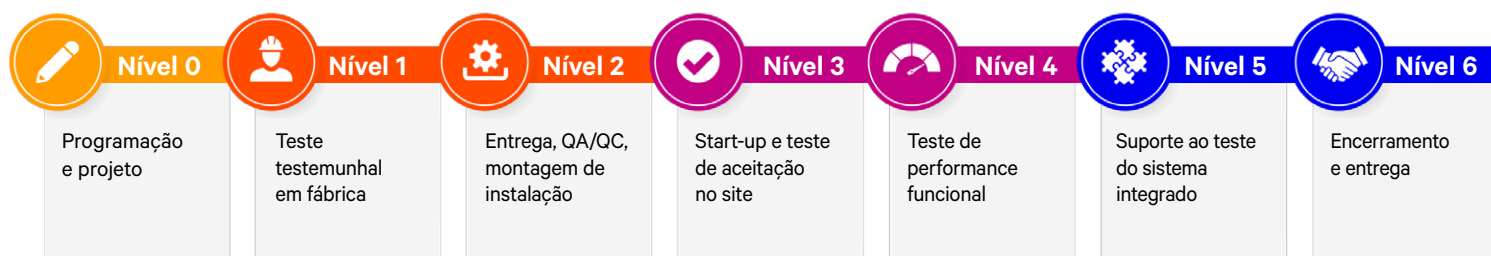 Nível 0
Programação
e projeto
Nível 1
Teste
testemunhal
em fábrica
Nível 2
Entrega, QA/QC,
montagem de
instalação
Nível 3
Start-up e teste
de aceitação
no site
Nível 4
Teste de
performance
funcional
Nível 5
Suporte ao teste
do sistema
integrado
Nível 6
Encerramento
e entrega